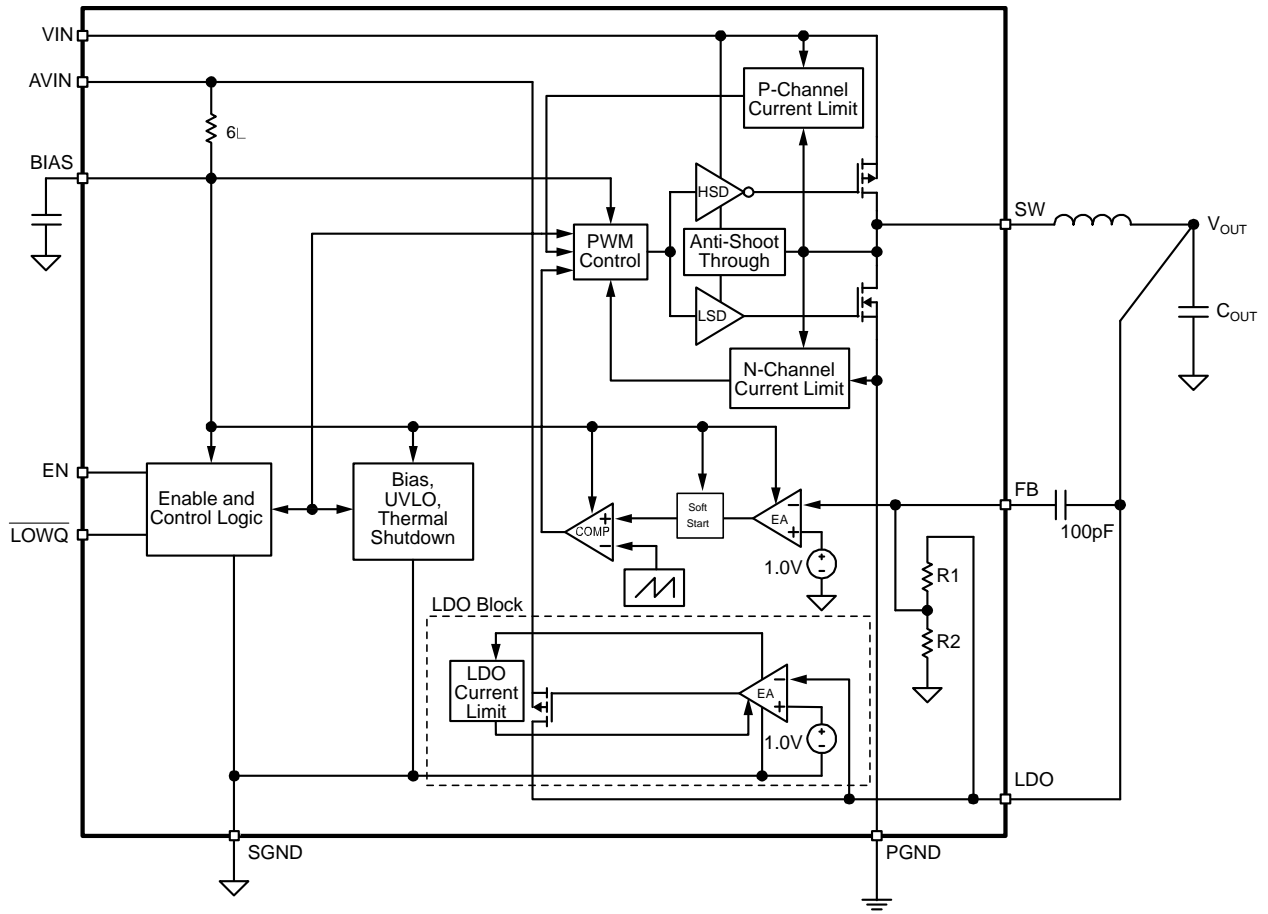 VIN
AVIN
6∟
BIAS
P-Channel
Current Limit
HSD
PWM
Control
Anti-Shoot
Through
LSD
N-Channel
Current Limit
SW
VOUT
COUT
EN
LOWQ
Enable and
Control Logic
Bias,
UVLO,
Thermal
Shutdown
COMP
+
−
Soft
Start
EA
−
+
1.0V
+
−
FB
100pF
R1
R2
LDO Block
LDO
Current
Limit
EA
−
+
1.0V
+
−
LDO
SGND
PGND